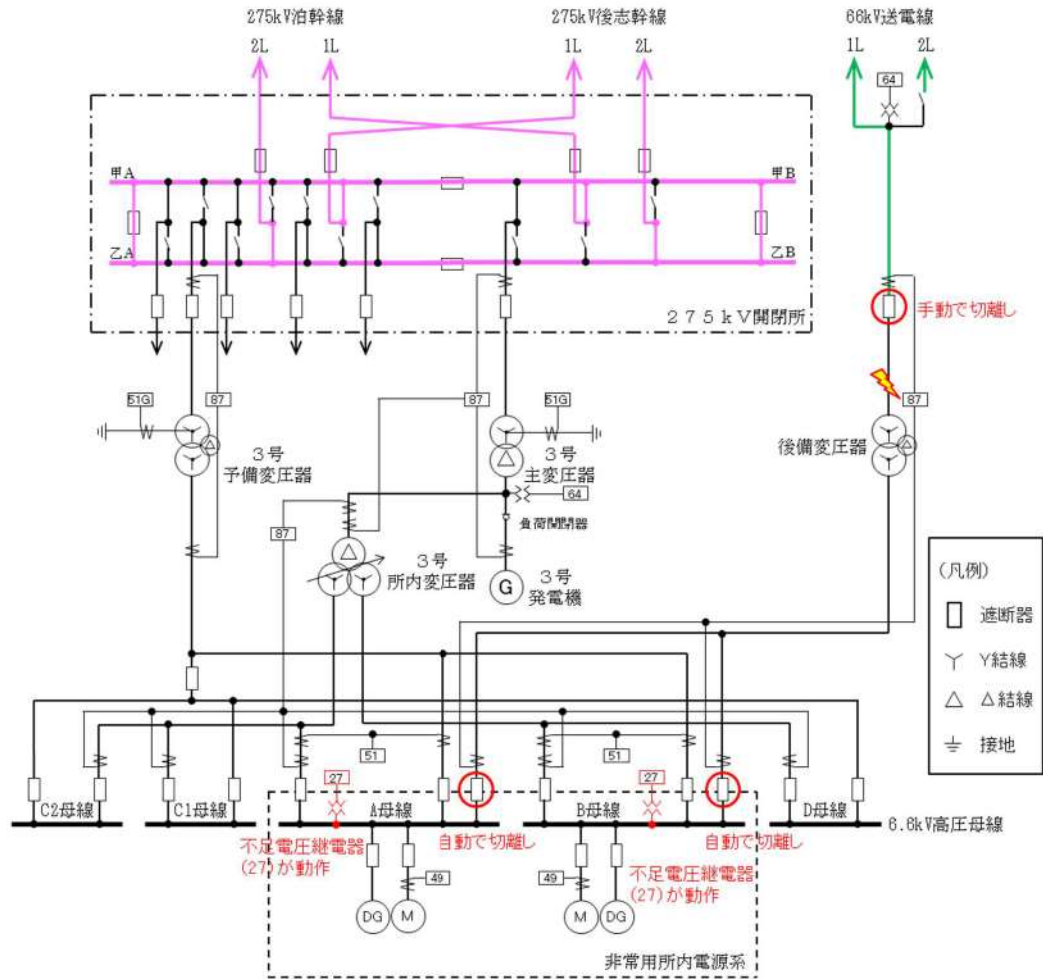 275kV泊幹線
275kV後志幹線
66kV送電線
2L
1L
1L
2L
1L
2L
64
甲A
甲B
乙A
乙B
275kV開閉所
手動で切離し
51G
87
87
51G
87
3号
予備変圧器
3号
主変圧器
後備変圧器
64
負荷開閉器
87
3号
所内変圧器
G
3号
発電機
(凡例)
遮断器
Y結線
Δ結線
接地
51
51
27
27
C2母線
C1母線
A母線
B母線
D母線
6.6kV高圧母線
不足電圧継電器
(27)が動作
自動で切離し
自動で切離し
不足電圧継電器
(27)が動作
49
49
DG
M
M
DG
非常用所内電源系